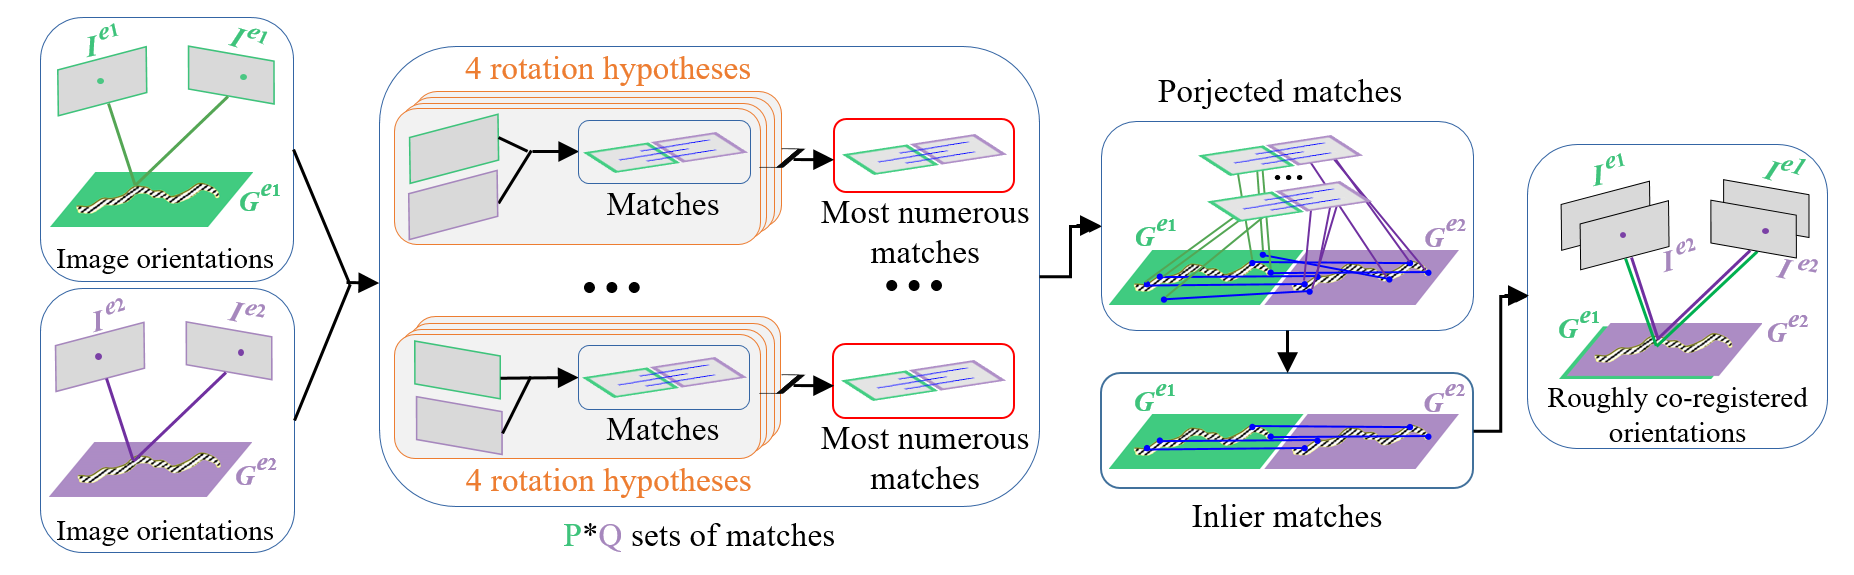 I^e1
I^e1
G^e1
Image orientations
I^e2
I^e2
G^e2
Image orientations
4 rotation hypotheses
Matches
Most numerous
matches
Matches
Most numerous
matches
4 rotation hypotheses
P*Q sets of matches
Porjected matches
G^e1
G^e2
G^e1
G^e2
Inlier matches
I^e1
I^e1
I^e2
I^e2
G^e1
G^e2
Roughly co-registered
orientations